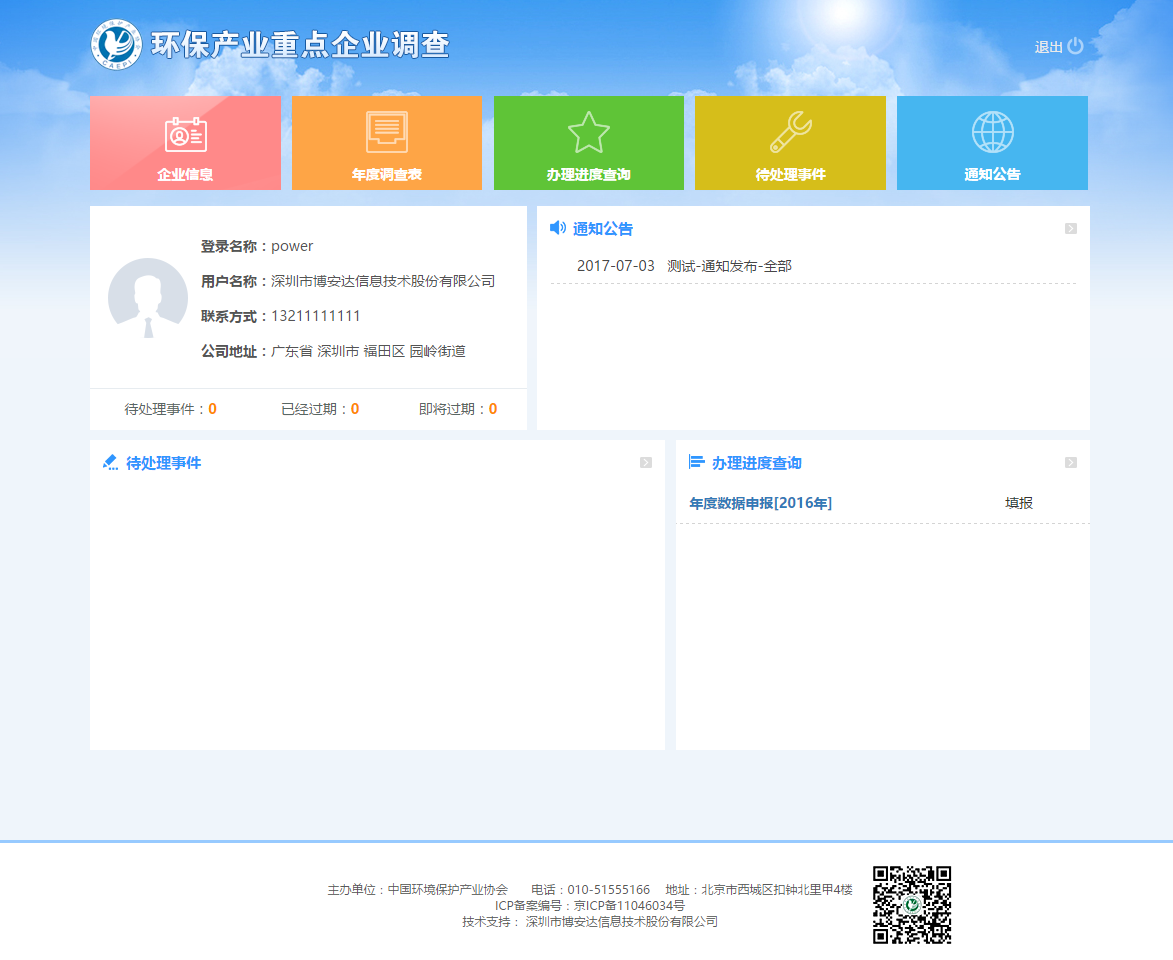 环保产业重点企业调查
CAEPI
退出
企业信息
年度调查表
办理进度查询
待处理事件
通知公告
登录名称：power
用户名称：深圳市博安达信息技术股份有限公司
联系方式：13211111111
公司地址：广东省 深圳市 福田区 园岭街道
待处理事件：0 已经过期：0 即将过期：0
通知公告
2017-07-03 测试-通知发布-全部
待处理事件
办理进度查询
年度数据申报[2016年] 填报
主办单位：中国环境保护产业协会 电话：010-51555166 地址：北京市西城区扣钟北里甲4楼
ICP备案编号：京ICP备11046034号
技术支持： 深圳市博安达信息技术股份有限公司